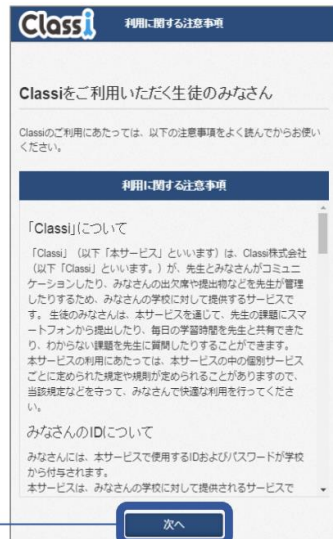 Classi 利用に関する注意事項
Classiをご利用いただく生徒のみなさん
Classiのご利用にあたっては、以下の注意事項をよく読んでからお使い
ください。
利用に関する注意事項
「Classi」について
「Classi」（以下「本サービス」といいます）は、Classi株式会社
（以下「Classi」といいます。）が、先生とみなさんがコミュニ
ケーションしたり、みなさんの出欠席や提出物などを先生が管理
したりするため、みなさんの学校に対して提供するサービスで
す。 生徒のみなさんは、本サービスを通じて、先生の課題にスマ
ートフォンから提出したり、毎日の学習時間を先生と共有できた
り、わからない課題を先生に質問したりすることができます。
本サービスの利用にあたっては、本サービスの中の個別サービス
ごとに定められた規定や規則が定められることがありますので、
当該規定などを守って、みなさんで快適な利用を行ってくださ
い。
みなさんのIDについて
みなさんには、本サービスで使用するIDおよびパスワードが学校
から付与されます。
本サービスは、みなさんの学校に対して提供されるサービスで
次へ